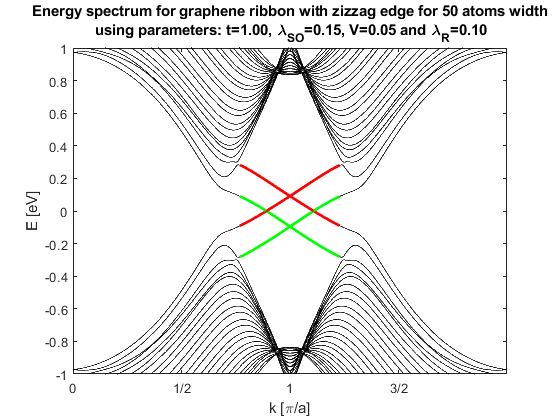 Energy spectrum for graphene ribbon with zizzag edge for 50 atoms width
using parameters: t=1.00, λSO=0.15, V=0.05 and λR=0.10
1
0.8
0.6
0.4
0.2
0
-0.2
-0.4
-0.6
-0.8
-1
E [eV]
0 1/2 1 3/2
k [π/a]